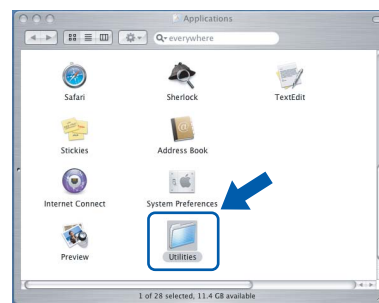 Applications
everywhere
Safari
Sherlock
TextEdit
Stickies
Address Book
Internet Connect
System Preferences
Preview
Utilities
1 of 28 selected, 11.4 GB available